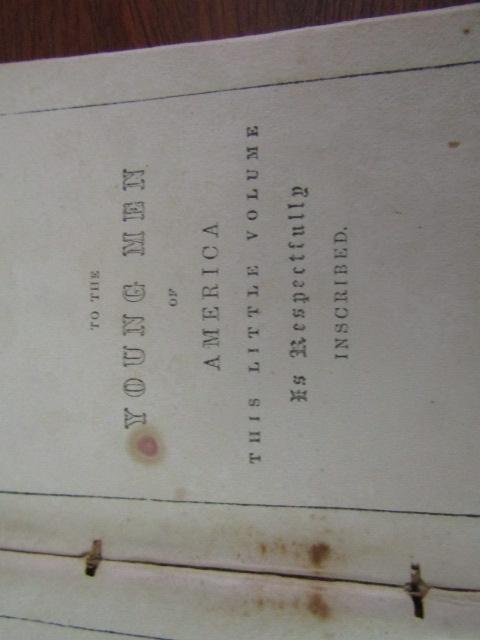 TO THE
YOUNG MEN
OF
AMERICA
THIS LITTLE VOLUME
Is Respectfully
INSCRIBED.